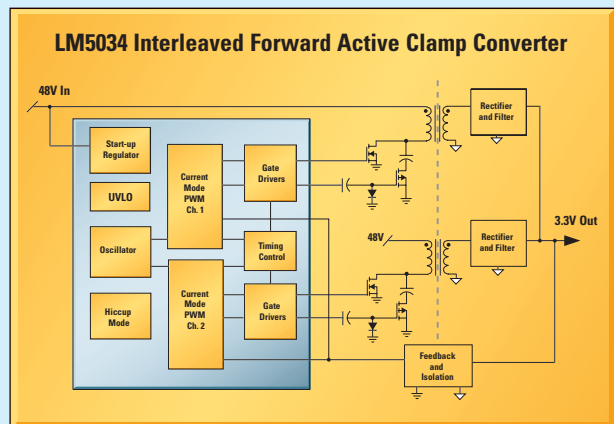 LM5034 Interleaved Forward Active Clamp Converter
48V In
Rectifier
and Filter
Start-up
Regulator
Current
Mode
PWM
Ch. 1
Gate
Drivers
UVLO
3.3V Out
48V
Rectifier
and Filter
Oscillator
Timing
Control
Current
Mode
PWM
Ch. 2
Gate
Drivers
Hiccup
Mode
Feedback
and
Isolation